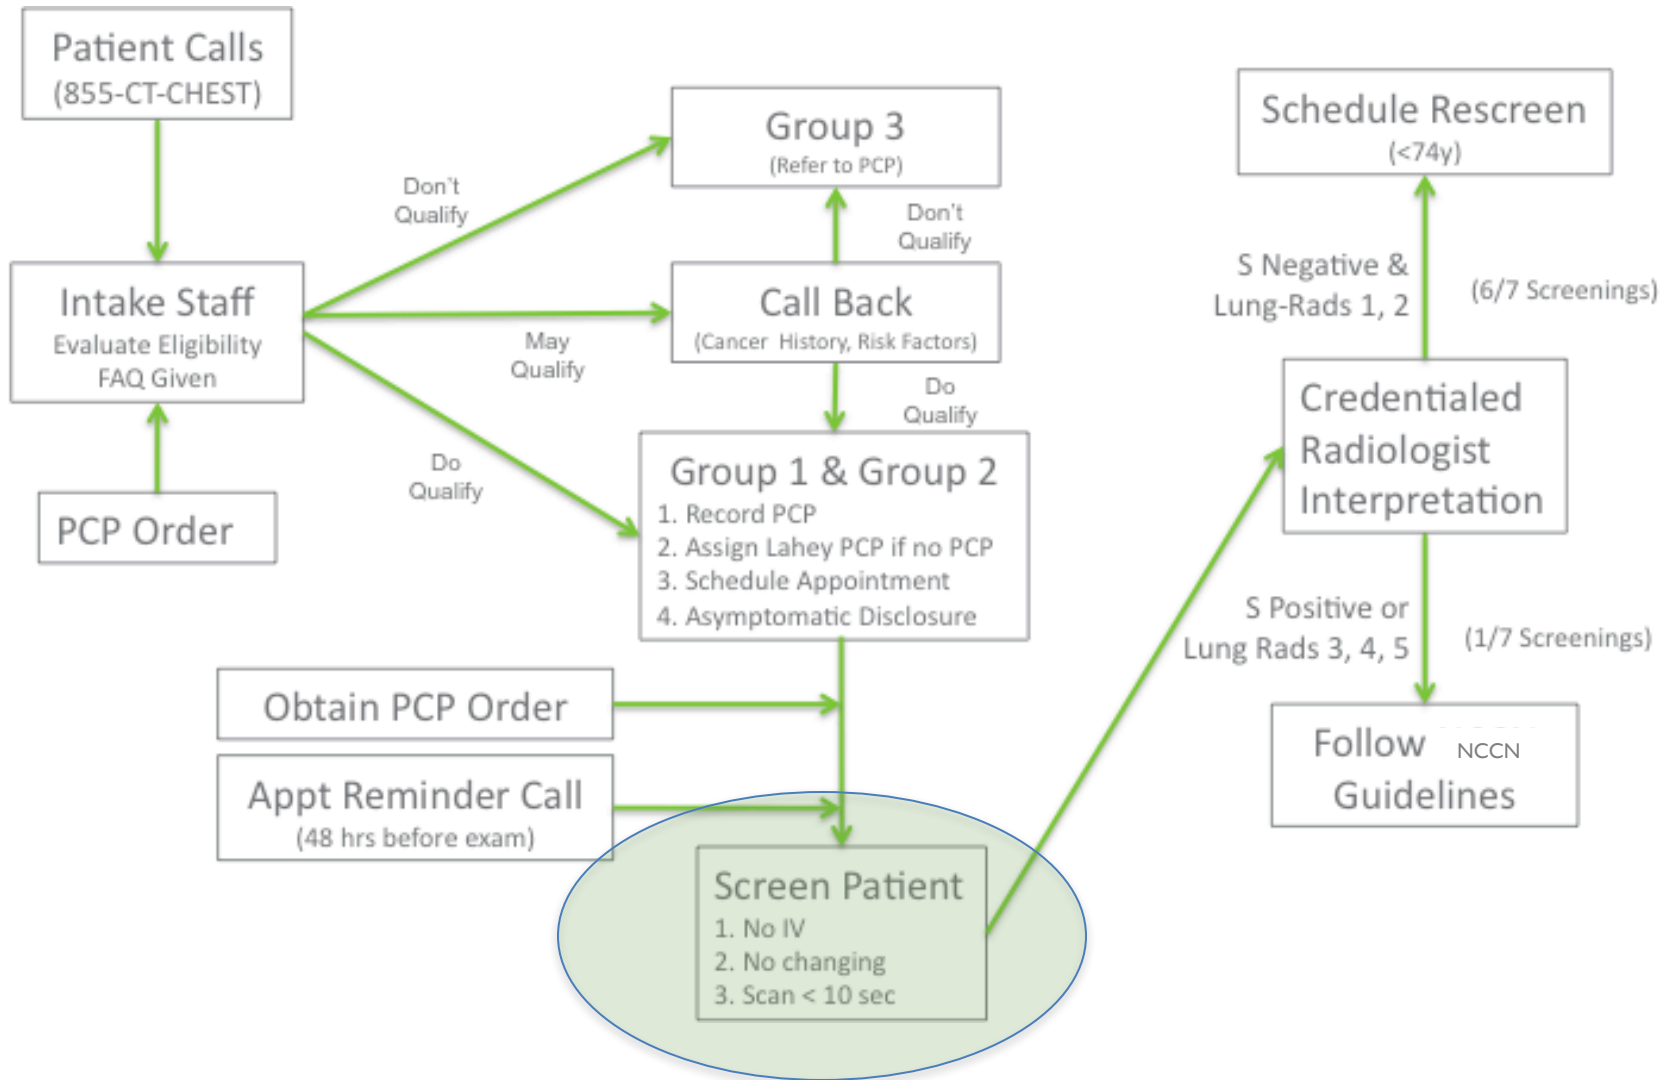 Patient Calls
(855-CT-CHEST)
Intake Staff
Evaluate Eligibility
FAQ Given
PCP Order
Don't
Qualify
May
Qualify
Do
Qualify
Group 3
(Refer to PCP)
Don't
Qualify
Call Back
(Cancer History, Risk Factors)
Do
Qualify
Group 1 & Group 2
1. Record PCP
2. Assign Lahey PCP if no PCP
3. Schedule Appointment
4. Asymptomatic Disclosure
Obtain PCP Order
Appt Reminder Call
(48 hrs before exam)
Screen Patient
1. No IV
2. No changing
3. Scan < 10 sec
Schedule Rescreen
(<74y)
S Negative &
Lung-Rads 1, 2
(6/7 Screenings)
Credentialed
Radiologist
Interpretation
S Positive or
Lung Rads 3, 4, 5
(1/7 Screenings)
Follow NCCN
Guidelines